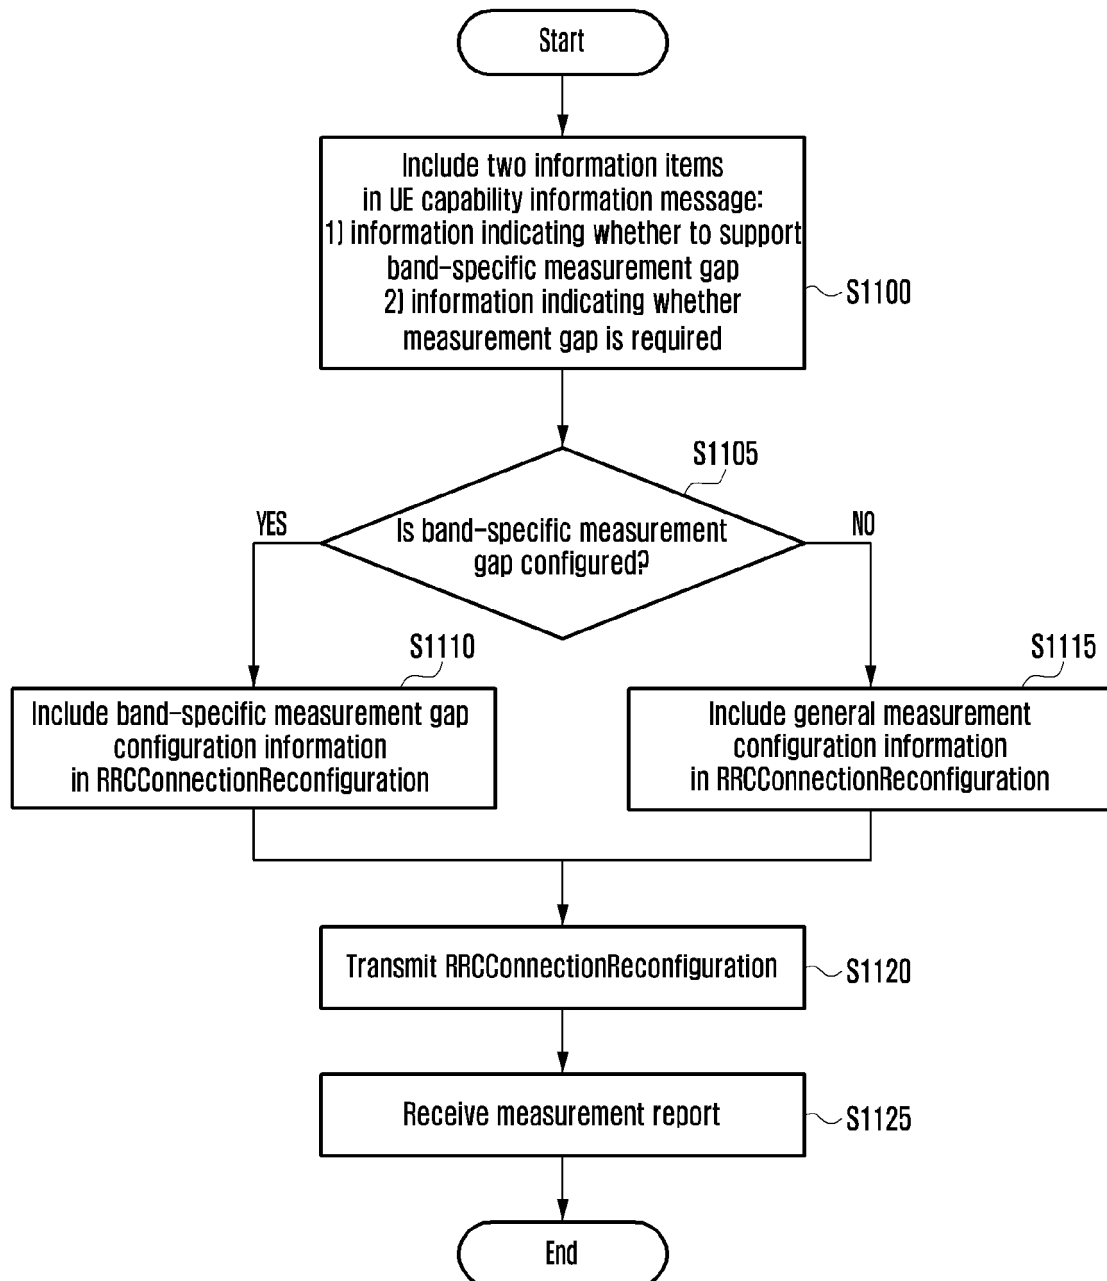 Start
Include two information items
in UE capability information message:
1) information indicating whether to support
band-specific measurement gap
2) information indicating whether
measurement gap is required
S1100
S1105
Is band-specific measurement
gap configured?
YES
NO
S1110
Include band-specific measurement gap
configuration information
in RRCConnectionReconfiguration
S1115
Include general measurement
configuration information
in RRCConnectionReconfiguration
Transmit RRCConnectionReconfiguration
S1120
Receive measurement report
S1125
End